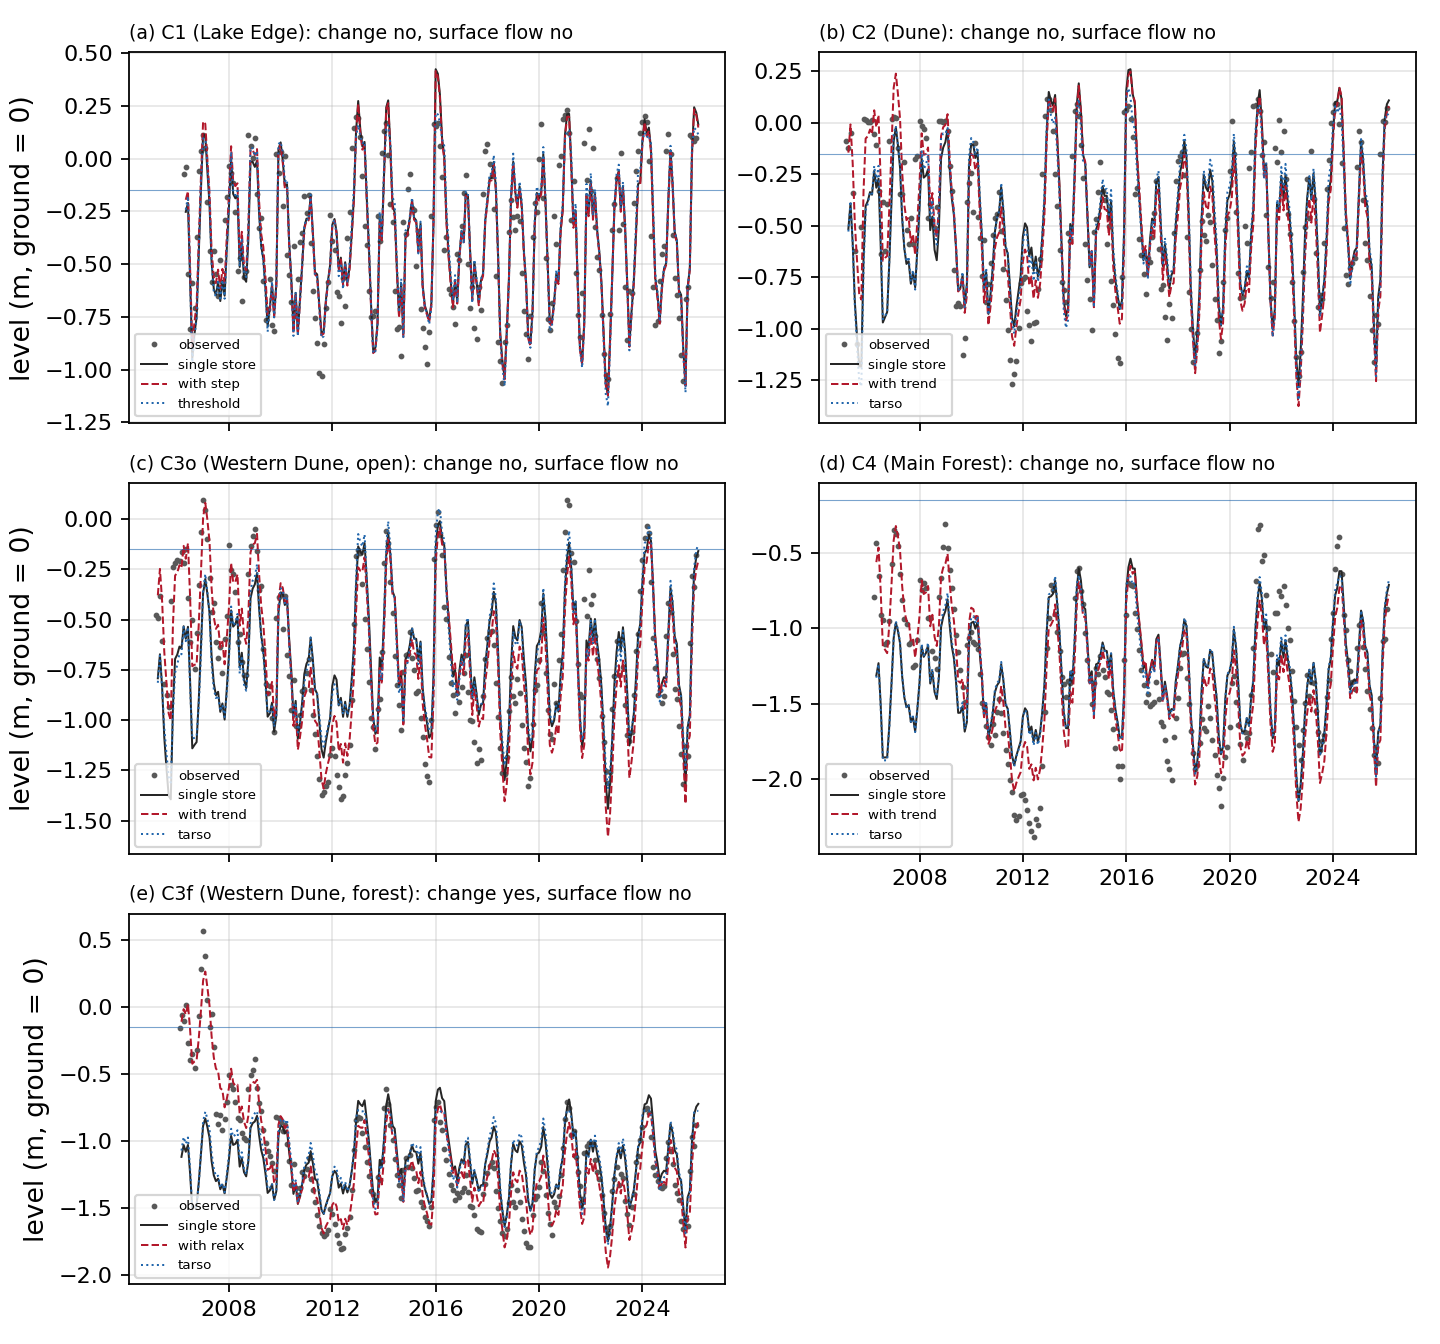 (a) C1 (Lake Edge): change no, surface flow no
level (m, ground = 0)
0.50
0.25
0.00
−0.25
−0.50
−0.75
−1.00
−1.25
observed
single store
with step
threshold
(b) C2 (Dune): change no, surface flow no
0.25
0.00
−0.25
−0.50
−0.75
−1.00
−1.25
observed
single store
with trend
tarso
(c) C3o (Western Dune, open): change no, surface flow no
level (m, ground = 0)
0.00
−0.25
−0.50
−0.75
−1.00
−1.25
−1.50
observed
single store
with trend
tarso
(d) C4 (Main Forest): change no, surface flow no
−0.5
−1.0
−1.5
−2.0
observed
single store
with trend
tarso
2008 2012 2016 2020 2024
(e) C3f (Western Dune, forest): change yes, surface flow no
level (m, ground = 0)
0.5
0.0
−0.5
−1.0
−1.5
−2.0
observed
single store
with relax
tarso
2008 2012 2016 2020 2024